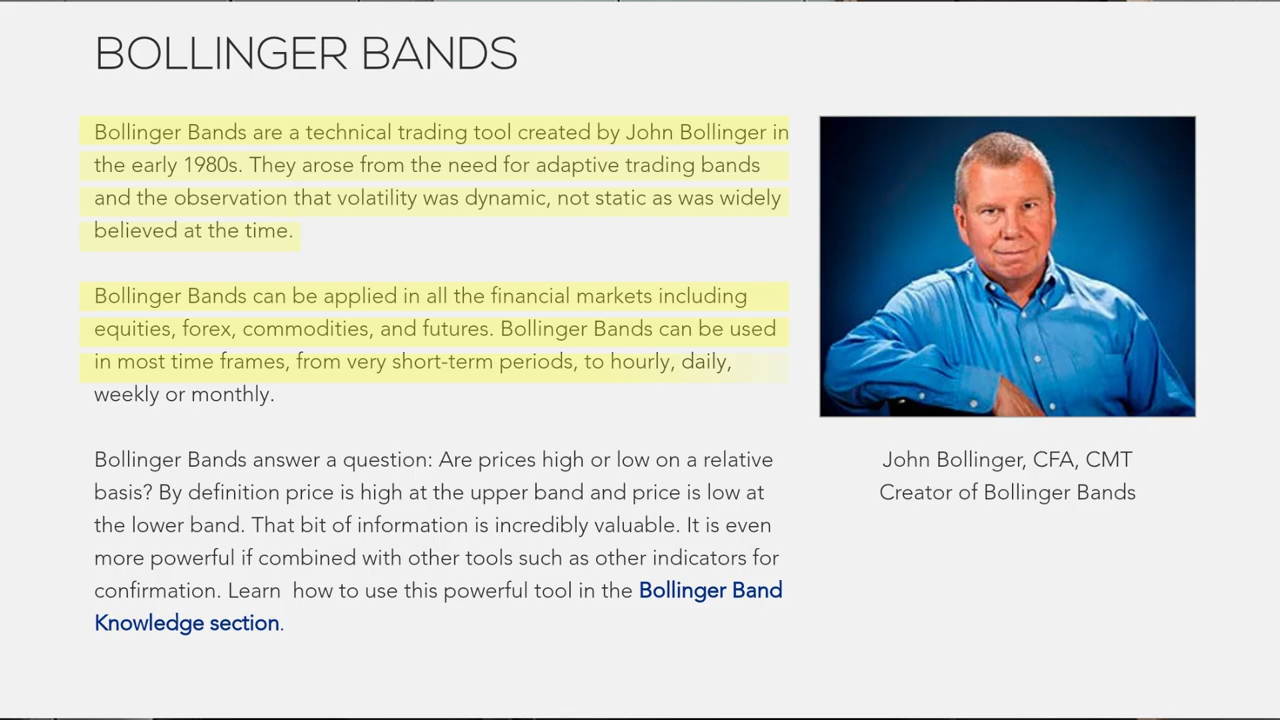 BOLLINGER BANDS
Bollinger Bands are a technical trading tool created by John Bollinger in
the early 1980s. They arose from the need for adaptive trading bands
and the observation that volatility was dynamic, not static as was widely
believed at the time.
Bollinger Bands can be applied in all the financial markets including
equities, forex, commodities, and futures. Bollinger Bands can be used
in most time frames, from very short-term periods, to hourly, daily,
weekly or monthly.
Bollinger Bands answer a question: Are prices high or low on a relative
basis? By definition price is high at the upper band and price is low at
the lower band. That bit of information is incredibly valuable. It is even
more powerful if combined with other tools such as other indicators for
confirmation. Learn  how to use this powerful tool in the Bollinger Band
Knowledge section.
John Bollinger, CFA, CMT
Creator of Bollinger Bands